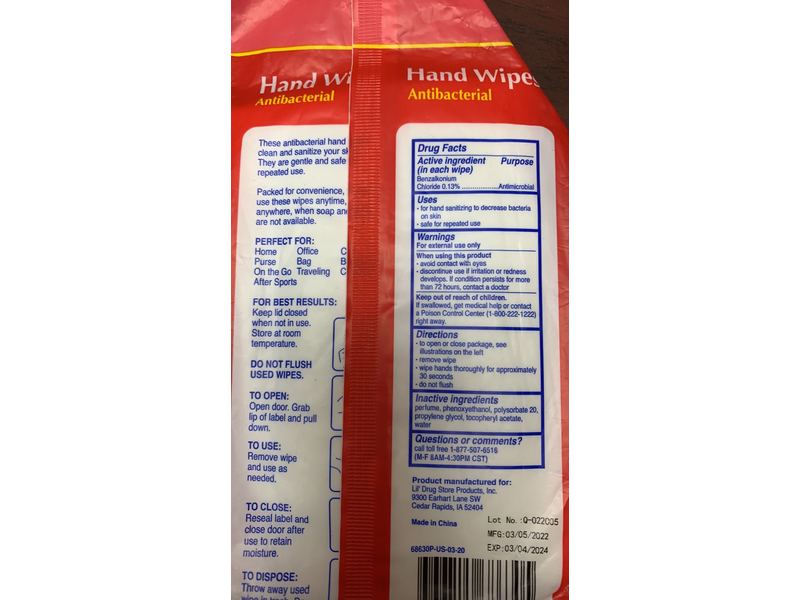 Hand Wi
Antibacterial
These antibacterial hand
clean and sanitize your
They are gentle and safe
repeated use.
Packed for convenience,
use these wipes anytime,
anywhere, when soap
are not available.
PERFECT FOR:
Home Office
Purse Bag
On the Go Traveling
After Sports
FOR BEST RESULTS:
Keep lid closed
when not in use.
Store at room
temperature.
DO NOT FLUSH
USED WIPES.
TO OPEN:
Open door. Grab
lip of label and pull
down.
TO USE:
Remove wipe
and use as
needed.
TO CLOSE:
Reseal label and
close door after
use to retain
moisture.
TO DISPOSE:
Throw away used
Hand Wipes
Antibacterial
Drug Facts
Active ingredient Purpose
(in each wipe)
Benzalkonium
Chloride 0.13% ..................Antimicrobial
Uses
· for hand sanitizing to decrease bacteria
on skin
· safe for repeated use
Warnings
For external use only
When using this product
· avoid contact with eyes
· discontinue use if irritation or redness
develops. If condition persists for more
than 72 hours, contact a doctor
Keep out of reach of children.
If swallowed, get medical help or contact
a Poison Control Center (1-800-222-1222)
right away.
Directions
· to open or close package, see
illustrations on the left
· remove wipe
· wipe hands thoroughly for approximately
30 seconds
· do not flush
Inactive ingredients
perfume, phenoxyethanol, polysorbate 20,
propylene glycol, tocopheryl acetate,
water
Questions or comments?
call toll free 1-877-507-6516
(M-F 8AM-4:30PM CST)
Product manufactured for:
Lil' Drug Store Products, Inc.
9300 Earhart Lane SW
Cedar Rapids, IA 52404
Made in China
Lot No.:Q-022005
MFG:03/05/2022
EXP:03/04/2024
68630P-US-03-20